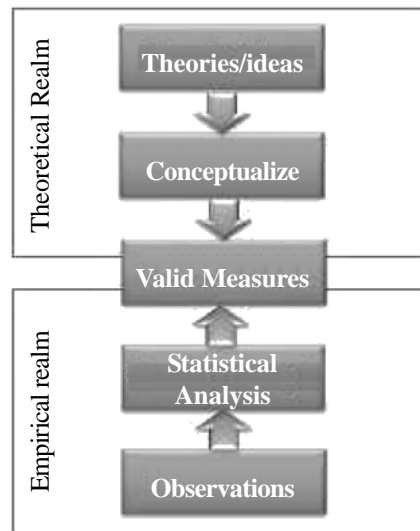 Theoretical Realm
Theories/ideas
Conceptualize
Valid Measures
Empirical realm
Statistical
Analysis
Observations